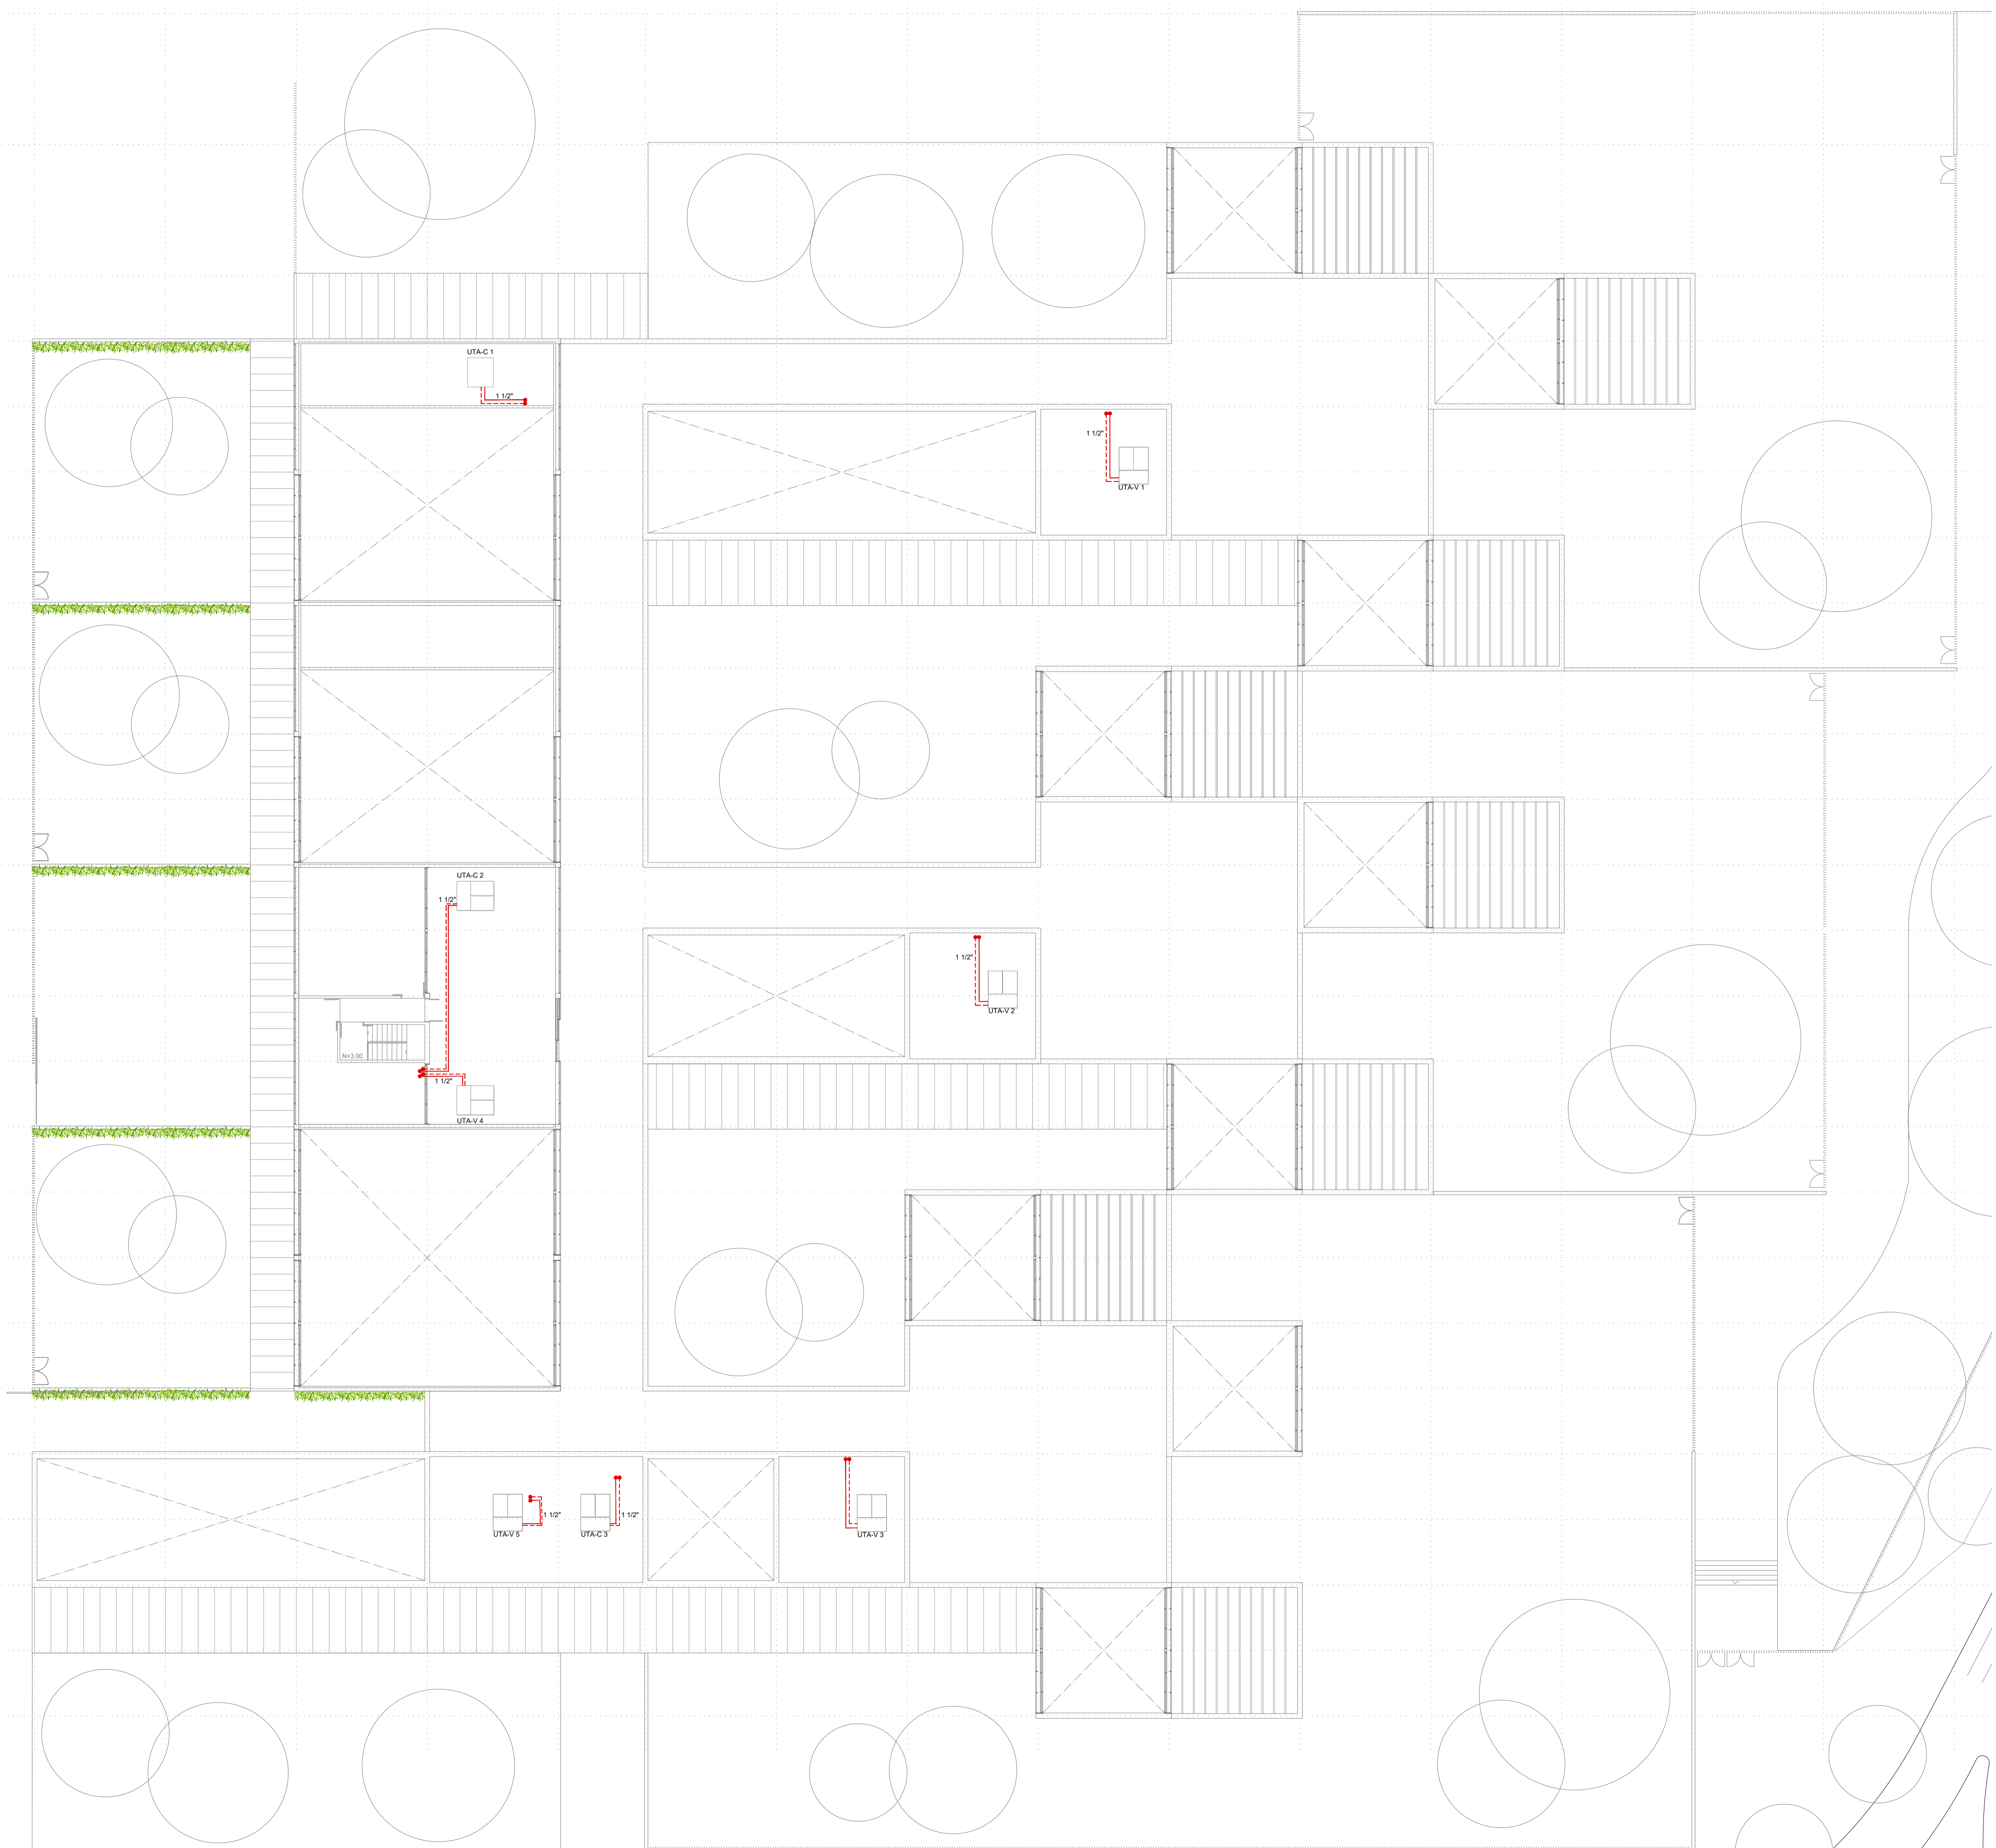 UTA-C 1
1 1/2"
1 1/2"
UTA-V 1
UTA-C 2
1 1/2"
1 1/2"
UTA-V 2
N+3.00
1 1/2"
UTA-V 4
1 1/2"
1 1/2"
UTA-V 5
UTA-C 3
UTA-V 3